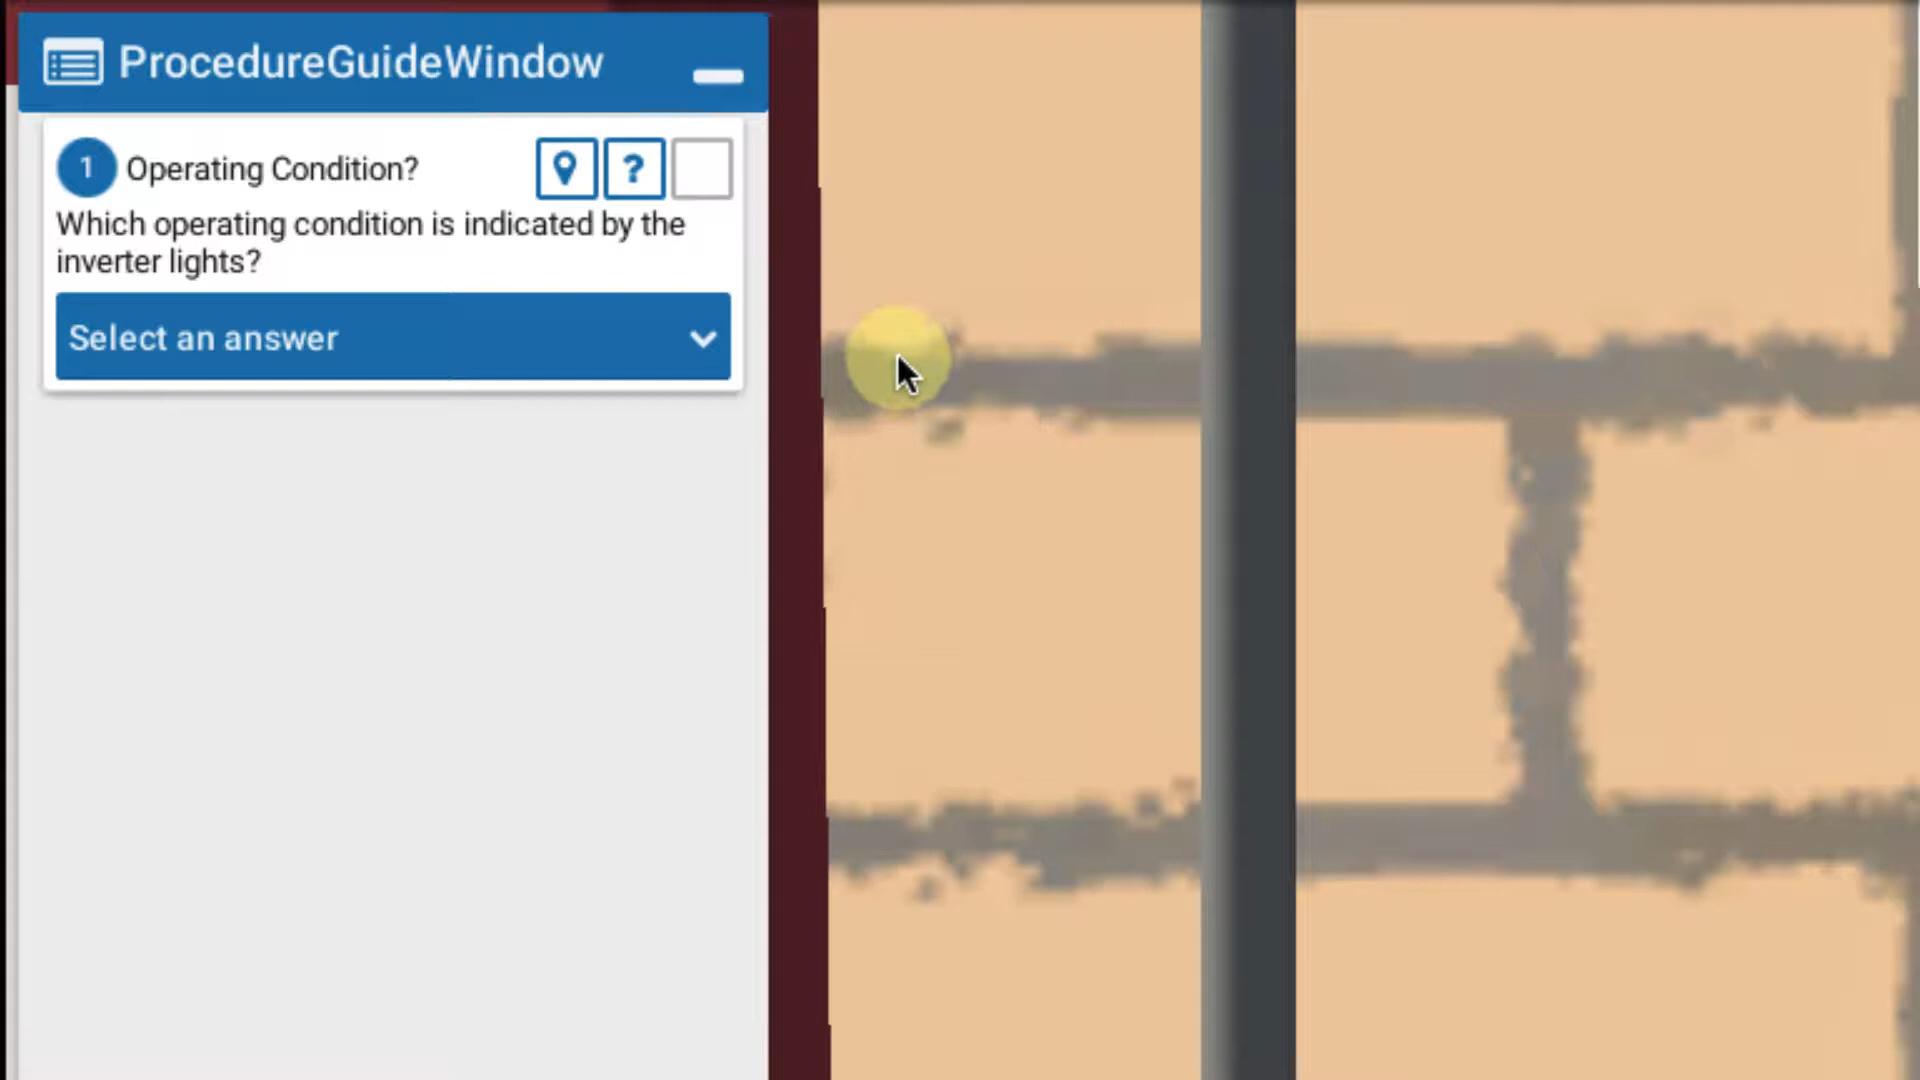 ProcedureGuideWindow
1 Operating Condition? ?
Which operating condition is indicated by the
inverter lights?
Select an answer